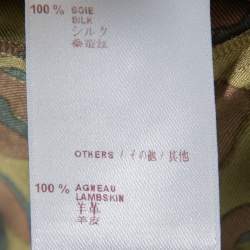 100 % SOIE
SILK
シルク
桑蚕丝
OTHERS / その他 / 其他
100 % AGNEAU
LAMBSKIN
羊革
羊皮